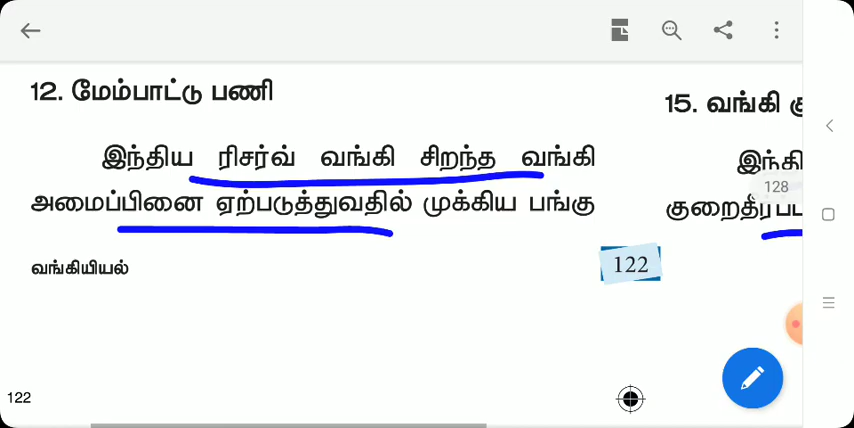 12. மேம்பாட்டு பணி
இந்திய ரிசர்வ் வங்கி சிறந்த வங்கி
அமைப்பினை ஏற்படுத்துவதில் முக்கிய பங்கு
வங்கியியல்
122
15. வங்கி
128
122